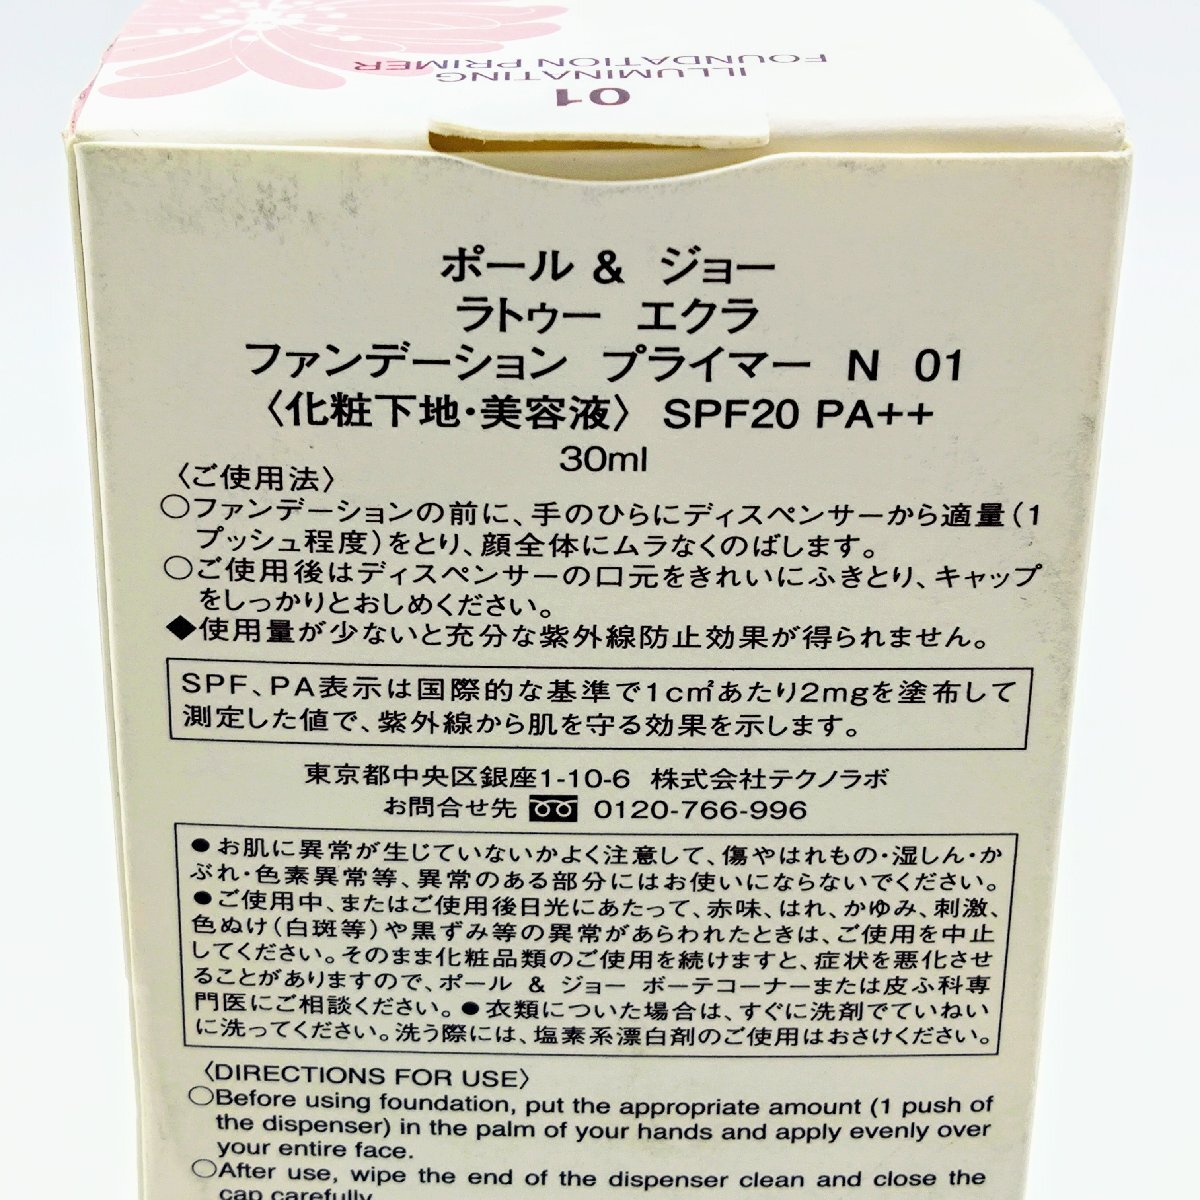 ILLUMINATING
FOUNDATION PRIMER
01
ポール & ジョー
ラトゥー エクラ
ファンデーション プライマー N 01
〈化粧下地・美容液〉 SPF20 PA++
30ml
〈ご使用法〉
○ファンデーションの前に、手のひらにディスペンサーから適量(1
プッシュ程度)をとり、顔全体にムラなくのばします。
○ご使用後はディスペンサーの口元をきれいにふきとり、キャップ
をしっかりとおしめください。
◆使用量が少ないと充分な紫外線防止効果が得られません。
SPF、PA表示は国際的な基準で1c㎡あたり2mgを塗布して
測定した値で、紫外線から肌を守る効果を示します。
東京都中央区銀座1-10-6 株式会社テクノラボ
お問合せ先 0120-766-996
●お肌に異常が生じていないかよく注意して、傷やはれもの・湿しん・か
ぶれ・色素異常等、異常のある部分にはお使いにならないでください。
●ご使用中、またはご使用後日光にあたって、赤味、はれ、かゆみ、刺激、
色ぬけ(白斑等)や黒ずみ等の異常があらわれたときは、ご使用を中止
してください。そのまま化粧品類のご使用を続けますと、症状を悪化させ
ることがありますので、ポール & ジョー ボーテコーナーまたは皮ふ科専
門医にご相談ください。●衣類についた場合は、すぐに洗剤でていねい
に洗ってください。洗う際には、塩素系漂白剤のご使用はおさけください。
〈DIRECTIONS FOR USE〉
○Before using foundation, put the appropriate amount (1 push of
the dispenser) in the palm of your hands and apply evenly over
your entire face.
○After use, wipe the end of the dispenser clean and close the
cap carefully.